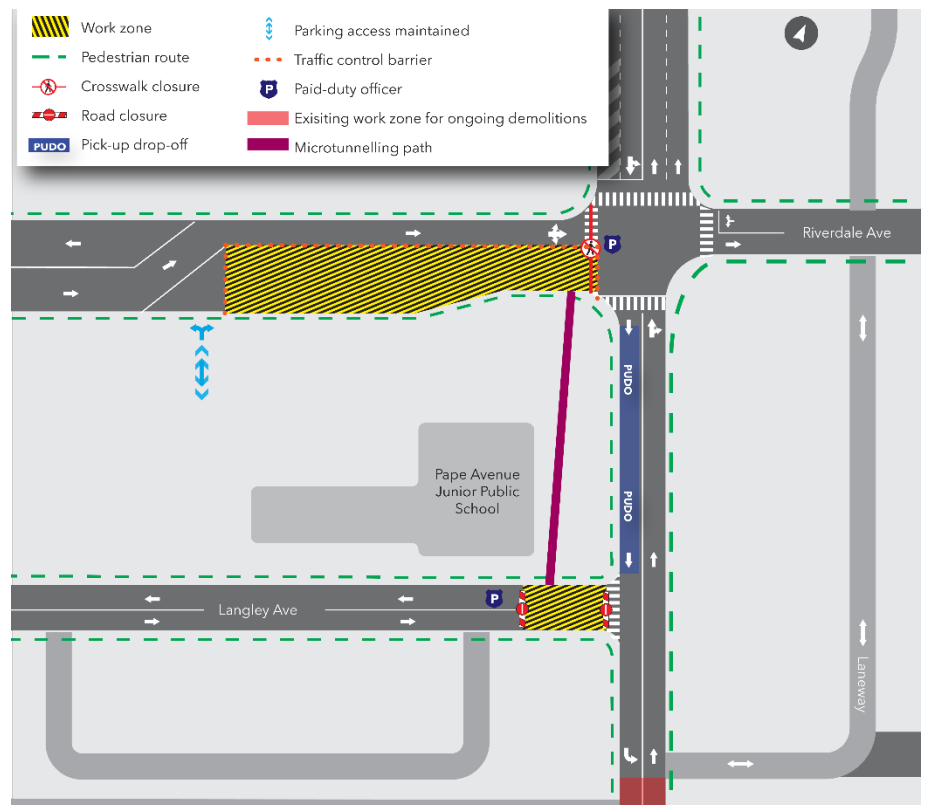 Work zone
Pedestrian route
Crosswalk closure
Road closure
PUDO Pick-up drop-off
Parking access maintained
Traffic control barrier
P Paid-duty officer
Exisiting work zone for ongoing demolitions
Microtunnelling path
P
Riverdale Ave
PUDO
Pape Avenue
Junior Public
School
PUDO
P
Langley Ave
Laneway